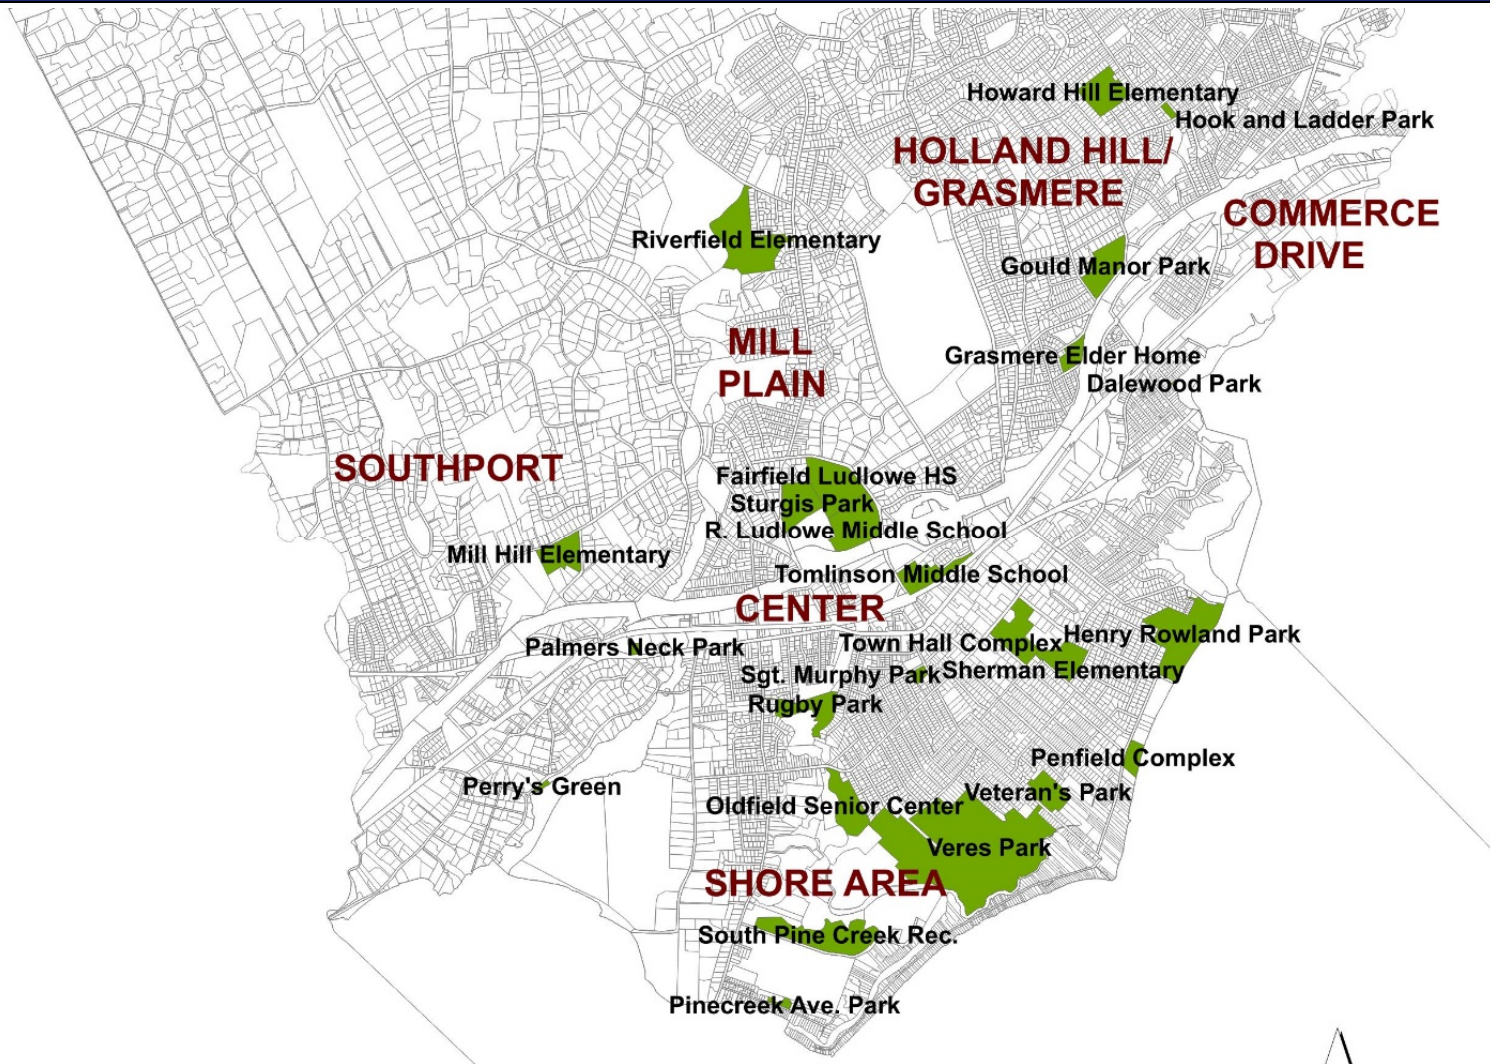 Howard Hill Elementary
Hook and Ladder Park
HOLLAND HILL/
GRASMERE
COMMERCE
DRIVE
Riverfield Elementary
Gould Manor Park
MILL
PLAIN
Grasmere Elder Home
Dalewood Park
SOUTHPORT
Fairfield Ludlowe HS
Sturgis Park
R. Ludlowe Middle School
Mill Hill Elementary
Tomlinson Middle School
CENTER
Henry Rowland Park
Town Hall Complex
Palmers Neck Park
Sherman Elementary
Sgt. Murphy Park
Rugby Park
Penfield Complex
Perry's Green
Veteran's Park
Oldfield Senior Center
Veres Park
SHORE AREA
South Pine Creek Rec.
Pinecreek Ave. Park